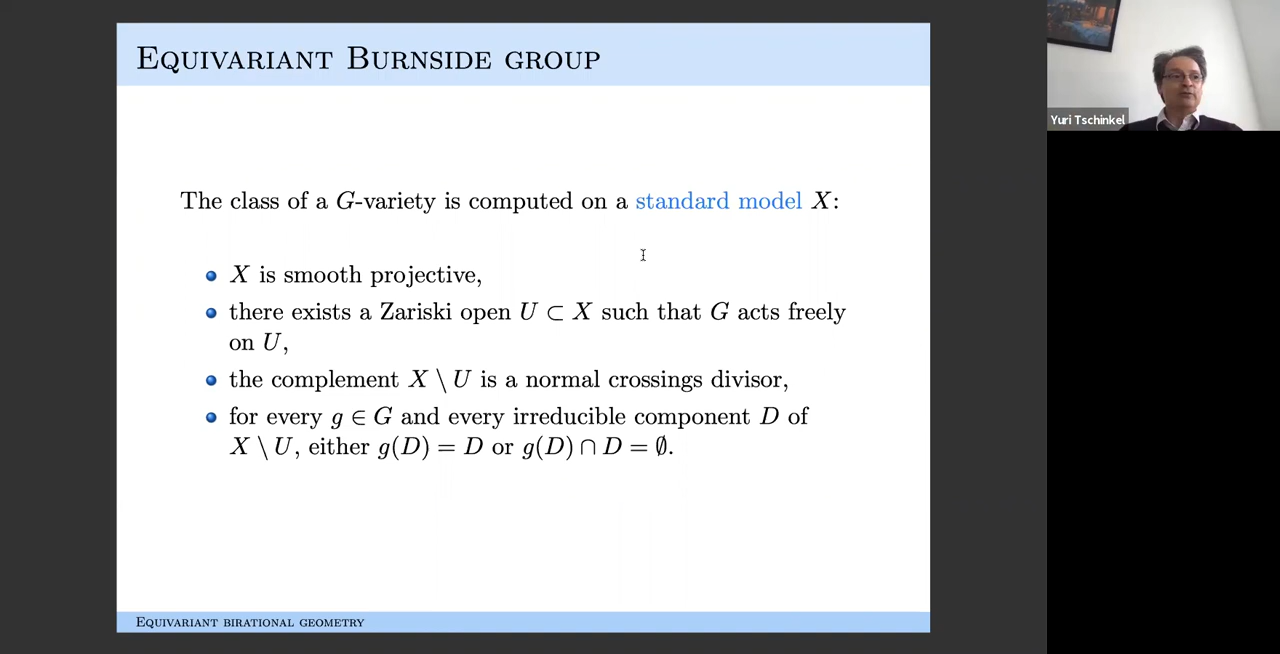 EQUIVARIANT BURNSIDE GROUP
The class of a G-variety is computed on a standard model X:
X is smooth projective,
there exists a Zariski open U ⊂ X such that G acts freely
on U,
the complement X \ U is a normal crossings divisor,
for every g ∈ G and every irreducible component D of
X \ U, either g(D) = D or g(D) ∩ D = ∅.
EQUIVARIANT BIRATIONAL GEOMETRY
Yuri Tschinkel